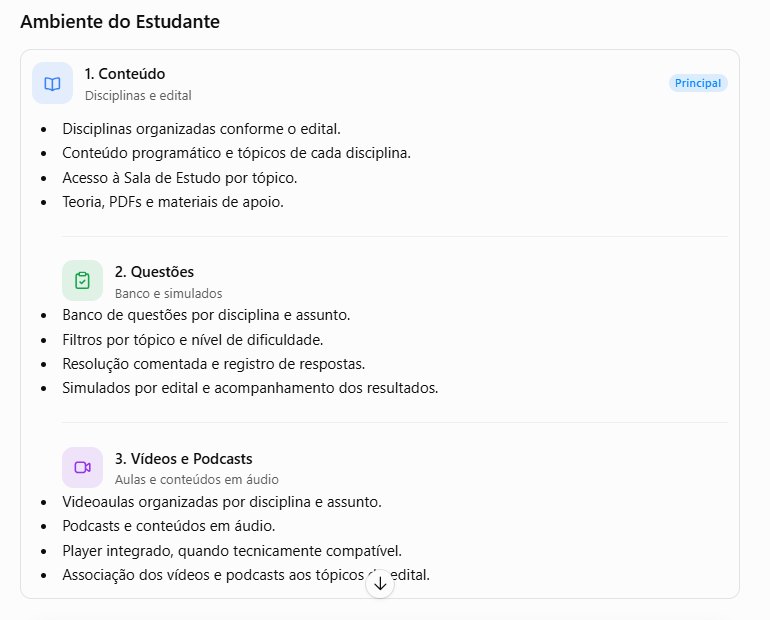 Ambiente do Estudante
1. Conteúdo
Disciplinas e edital
Principal
• Disciplinas organizadas conforme o edital.
• Conteúdo programático e tópicos de cada disciplina.
• Acesso à Sala de Estudo por tópico.
• Teoria, PDFs e materiais de apoio.
2. Questões
Banco e simulados
• Banco de questões por disciplina e assunto.
• Filtros por tópico e nível de dificuldade.
• Resolução comentada e registro de respostas.
• Simulados por edital e acompanhamento dos resultados.
3. Vídeos e Podcasts
Aulas e conteúdos em áudio
• Videoaulas organizadas por disciplina e assunto.
• Podcasts e conteúdos em áudio.
• Player integrado, quando tecnicamente compatível.
• Associação dos vídeos e podcasts aos tópicos edital.